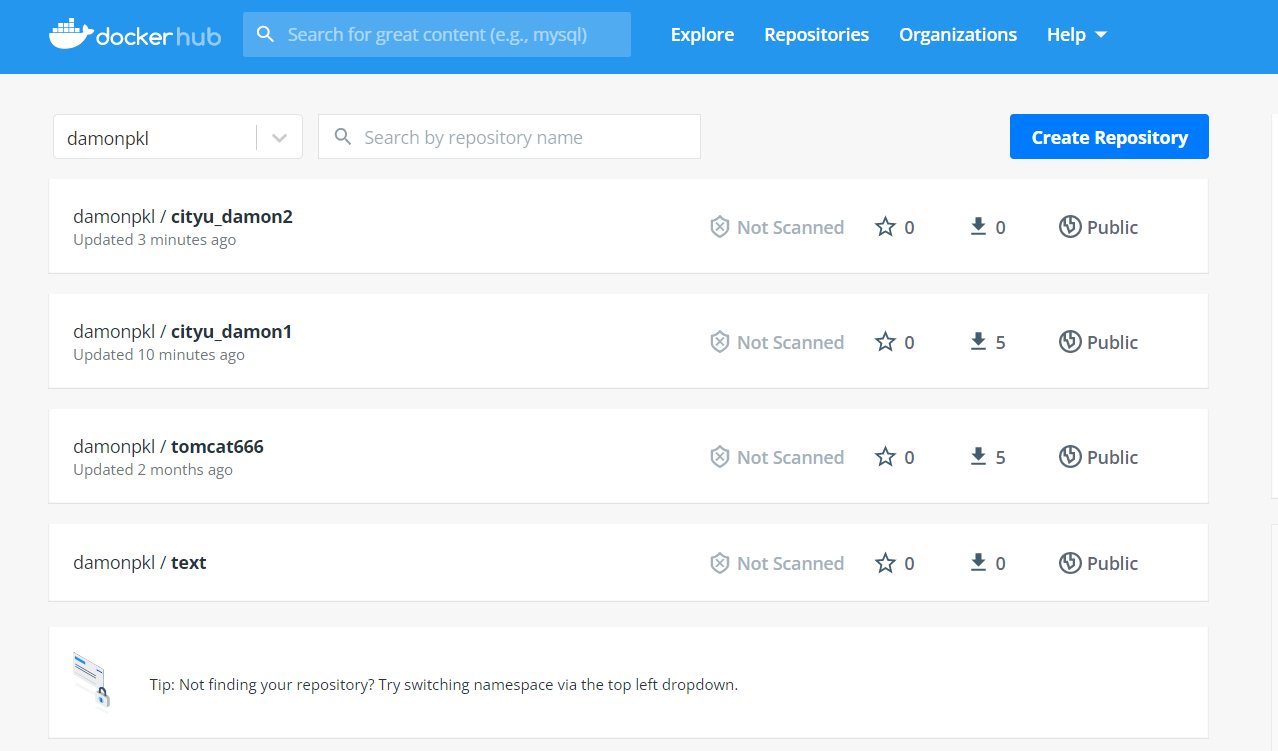 dockerhub Search for great content (e.g., mysql) Explore Repositories Organizations Help
damonpkl Search by repository name Create Repository
damonpkl / cityu_damon2
Updated 3 minutes ago
Not Scanned 0 0 Public
damonpkl / cityu_damon1
Updated 10 minutes ago
Not Scanned 0 5 Public
damonpkl / tomcat666
Updated 2 months ago
Not Scanned 0 5 Public
damonpkl / text
Not Scanned 0 0 Public
Tip: Not finding your repository? Try switching namespace via the top left dropdown.